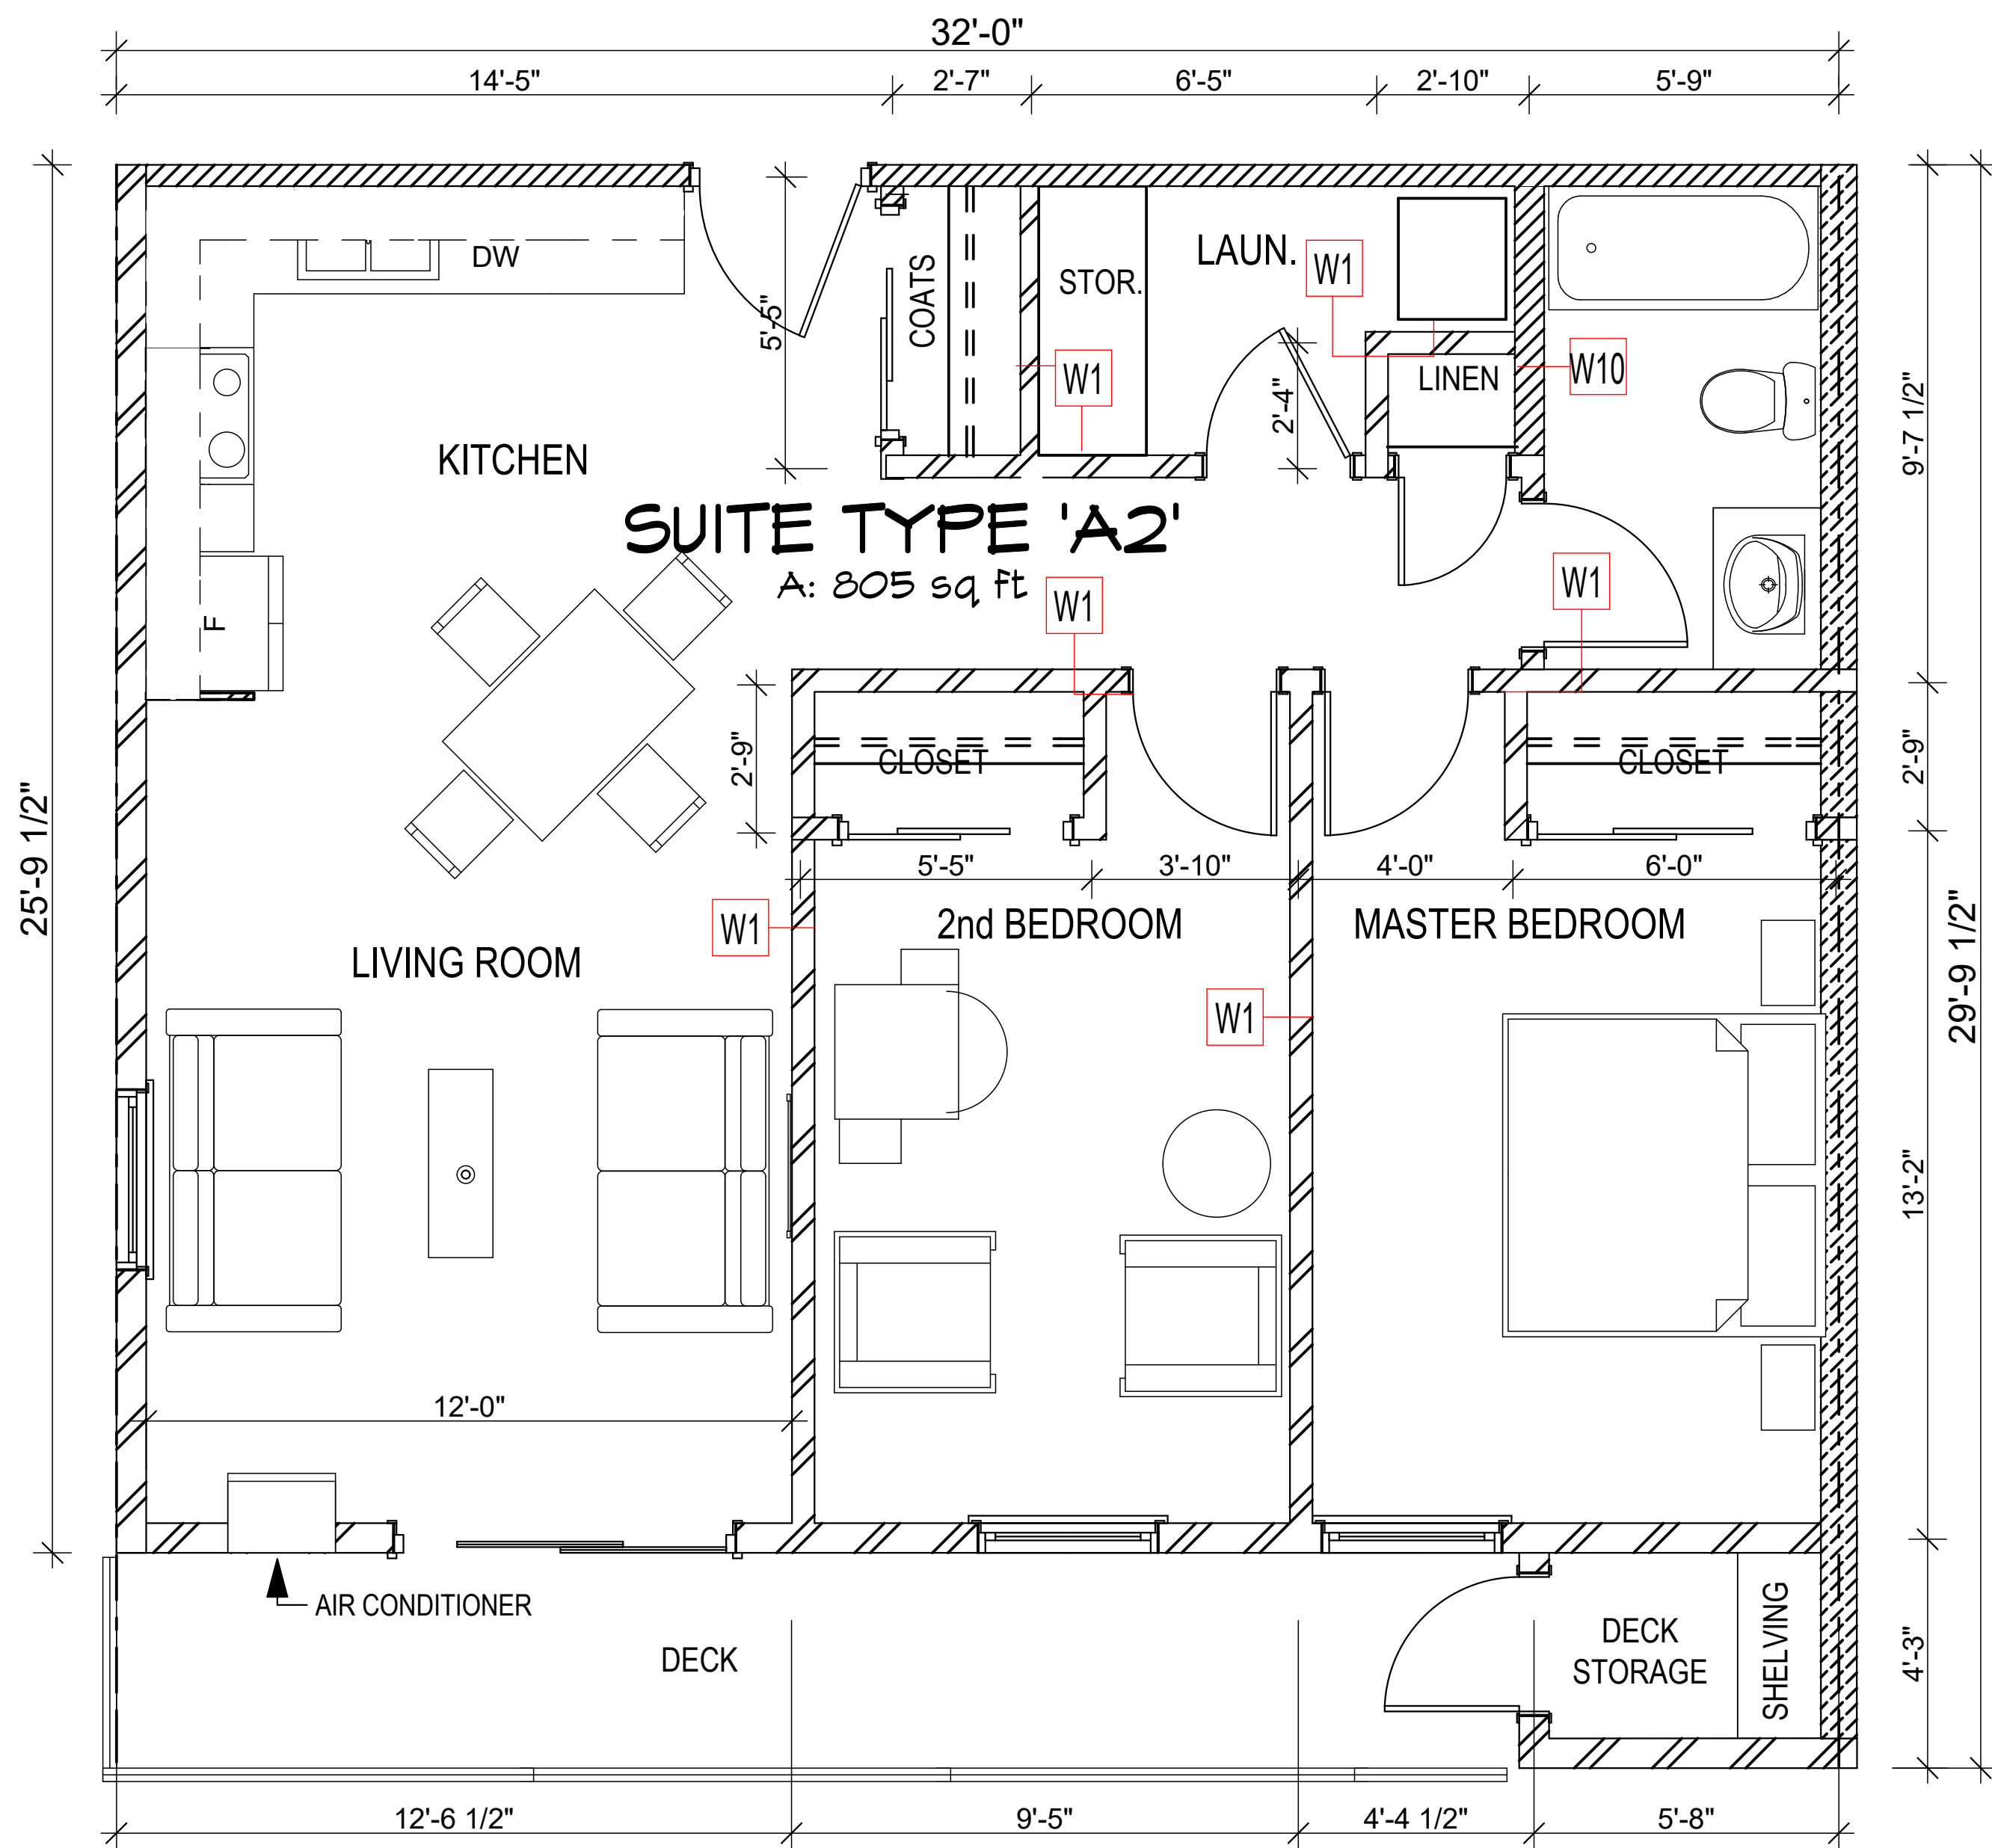 32'-0"
14'-5"
2'-7"
6'-5"
2'-10"
5'-9"
DW
COATS
STOR.
LAUN.
W1
5'-5"
W1
2'-4"
LINEN
W10
9'-7 1/2"
KITCHEN
SUITE TYPE 'A2'
A: 805 sq ft
F
W1
W1
2'-9"
CLOSET
CLOSET
2'-9"
25'-9 1/2"
5'-5"
3'-10"
4'-0"
6'-0"
W1
2nd BEDROOM
MASTER BEDROOM
LIVING ROOM
W1
29'-9 1/2"
13'-2"
12'-0"
AIR CONDITIONER
DECK
DECK
STORAGE
SHELVING
4'-3"
12'-6 1/2"
9'-5"
4'-4 1/2"
5'-8"